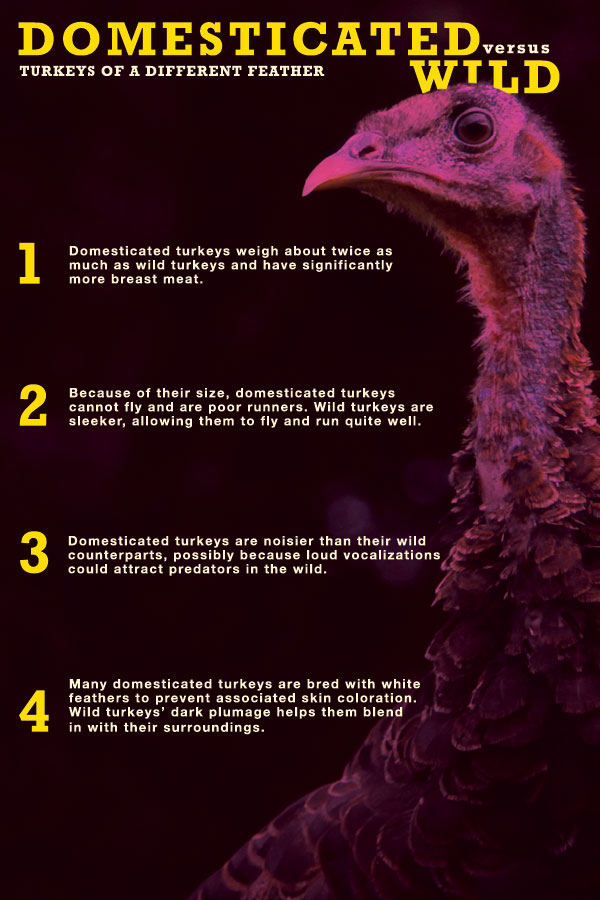 DOMESTICATED versus
TURKEYS OF A DIFFERENT FEATHER
WILD
1
Domesticated turkeys weigh about twice as
much as wild turkeys and have significantly
more breast meat.
2
Because of their size, domesticated turkeys
cannot fly and are poor runners. Wild turkeys are
sleeker, allowing them to fly and run quite well.
3
Domesticated turkeys are noisier than their wild
counterparts, possibly because loud vocalizations
could attract predators in the wild.
4
Many domesticated turkeys are bred with white
feathers to prevent associated skin coloration.
Wild turkeys’ dark plumage helps them blend
in with their surroundings.